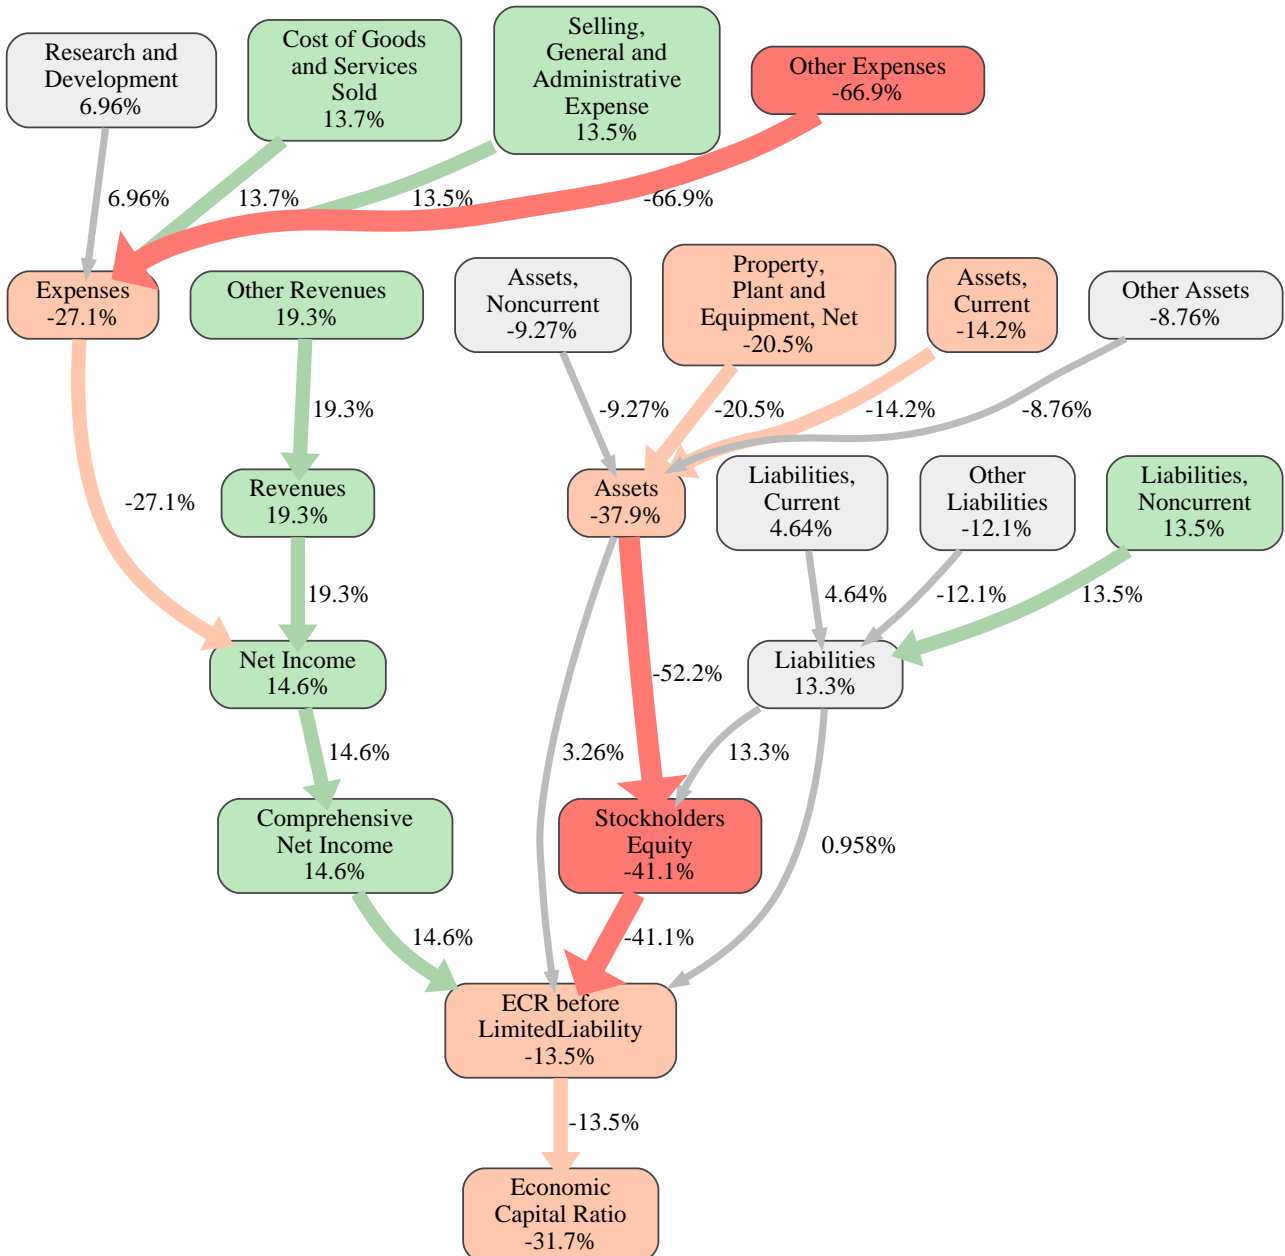 Research and
Development
6.96%
Cost of Goods
and Services
Sold
13.7%
Selling,
General and
Administrative
Expense
13.5%
Other Expenses
-66.9%
6.96%
13.7%
13.5%
-66.9%
Expenses
-27.1%
Other Revenues
19.3%
Assets,
Noncurrent
-9.27%
Property,
Plant and
Equipment, Net
-20.5%
Assets,
Current
-14.2%
Other Assets
-8.76%
19.3%
-9.27%
-20.5%
-14.2%
-8.76%
-27.1%
Revenues
19.3%
Assets
-37.9%
Liabilities,
Current
4.64%
Other
Liabilities
-12.1%
Liabilities,
Noncurrent
13.5%
19.3%
4.64%
-12.1%
13.5%
Net Income
14.6%
-52.2%
Liabilities
13.3%
14.6%
3.26%
13.3%
Comprehensive
Net Income
14.6%
Stockholders
Equity
-41.1%
0.958%
14.6%
-41.1%
ECR before
LimitedLiability
-13.5%
-13.5%
Economic
Capital Ratio
-31.7%